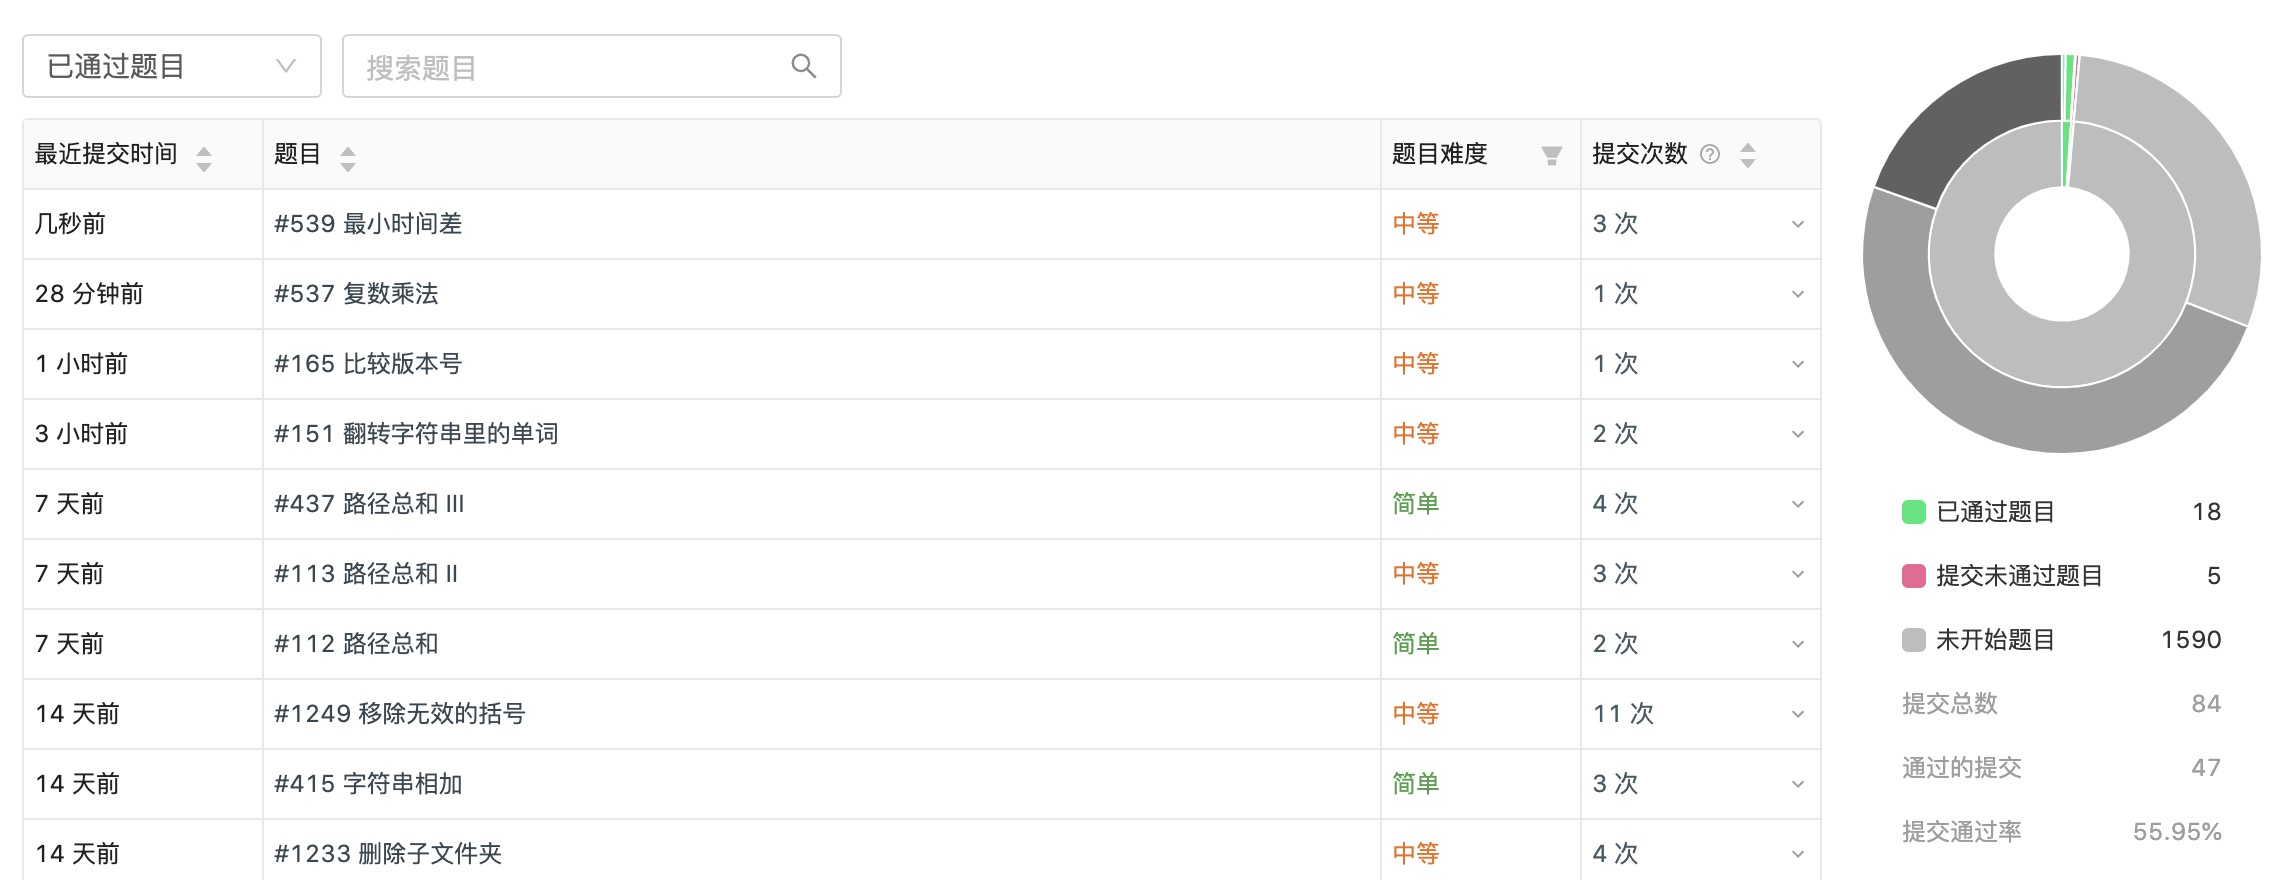 已通过题目
搜索题目
最近提交时间 题目 题目难度 提交次数 ?
几秒前 #539 最小时间差 中等 3 次
28 分钟前 #537 复数乘法 中等 1 次
1 小时前 #165 比较版本号 中等 1 次
3 小时前 #151 翻转字符串里的单词 中等 2 次
7 天前 #437 路径总和 III 简单 4 次
7 天前 #113 路径总和 II 中等 3 次
7 天前 #112 路径总和 简单 2 次
14 天前 #1249 移除无效的括号 中等 11 次
14 天前 #415 字符串相加 简单 3 次
14 天前 #1233 删除子文件夹 中等 4 次
已通过题目 18
提交未通过题目 5
未开始题目 1590
提交总数 84
通过的提交 47
提交通过率 55.95%